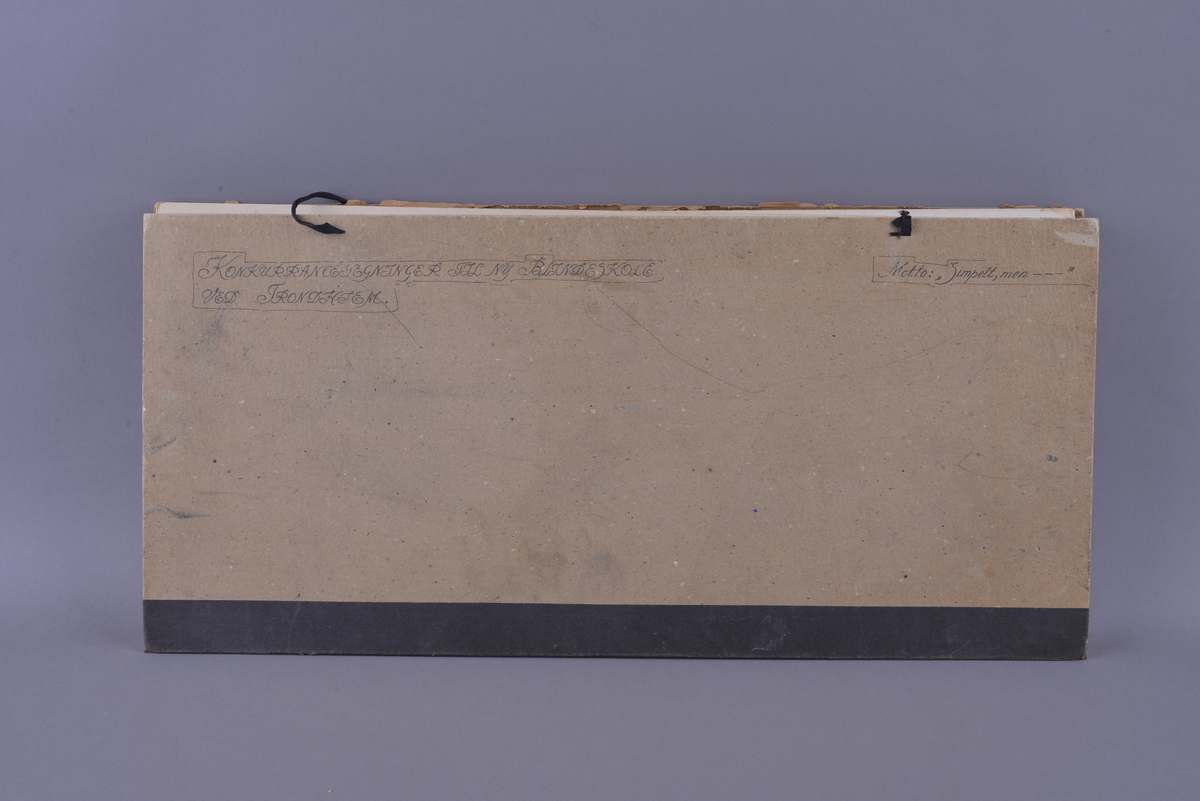 KONKURRANCETEGNINGER TIL NY BLINDESKOLE
VED TRONDHJEM.
Motto: „Simpelt, men – – –”